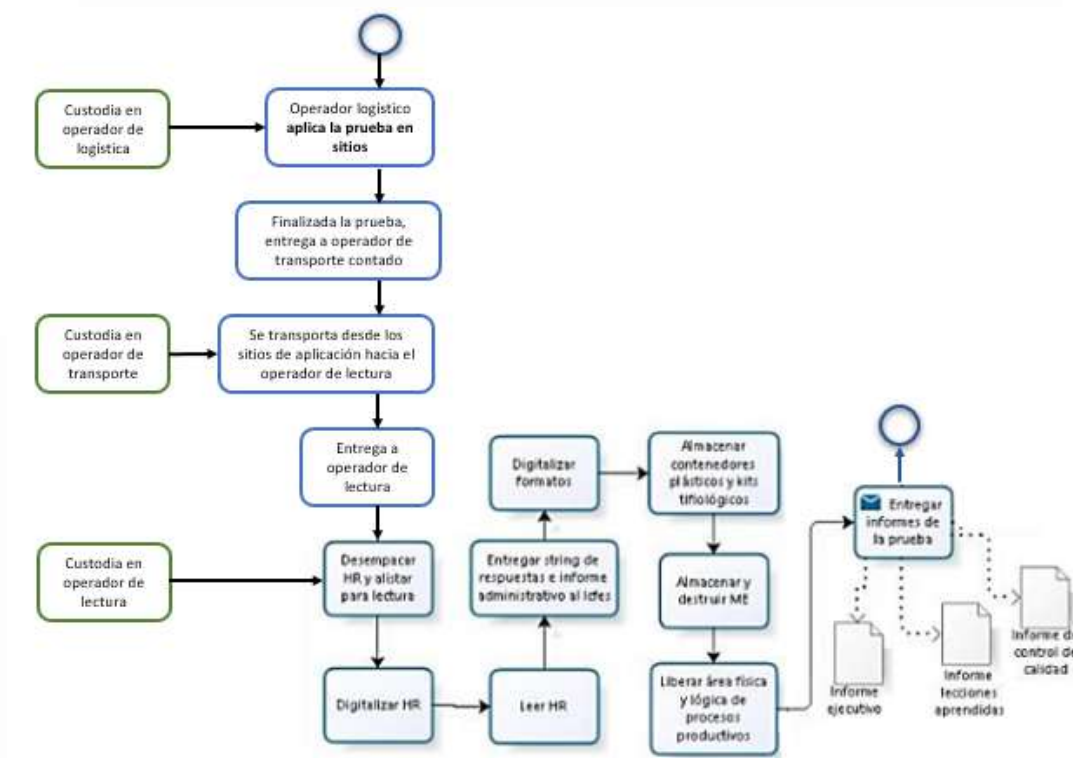 Custodia en
operador de
logística
Operador logístico
aplica la prueba en
sitios
Finalizada la prueba,
entrega a operador de
transporte contado
Custodia en
operador de
transporte
Se transporta desde los
sitios de aplicación hacia el
operador de lectura
Entrega a
operador de
lectura
Custodia en
operador de
lectura
Desempacar
HR y alistar
para lectura
Digitalizar HR
Leer HR
Entregar string de
respuestas e informe
administrativo al Icfes
Digitalizar
formatos
Almacenar
contenedores
plásticos y kits
tiflológicos
Almacenar y
destruir ME
Liberar área física
y lógica de
procesos
productivos
Entregar
informes de
la prueba
Informe
ejecutivo
Informe
lecciones
aprendidas
Informe de
control de
calidad